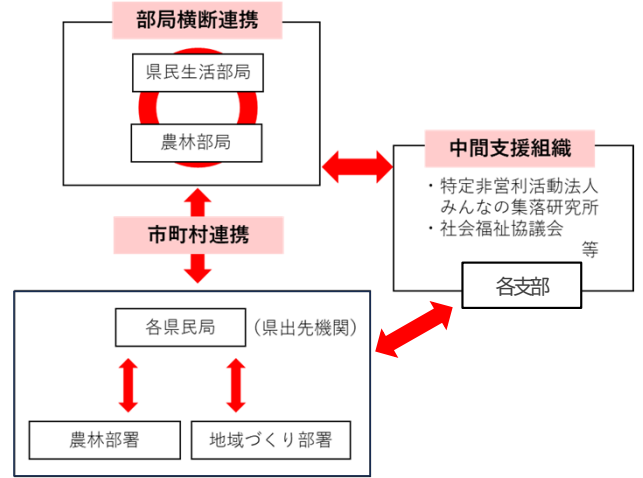 部局横断連携
県民生活部局
農林部局
中間支援組織
・特定非営利活動法人
みんなの集落研究所
・社会福祉協議会
等
各支部
市町村連携
各県民局
（県出先機関）
農林部署
地域づくり部署